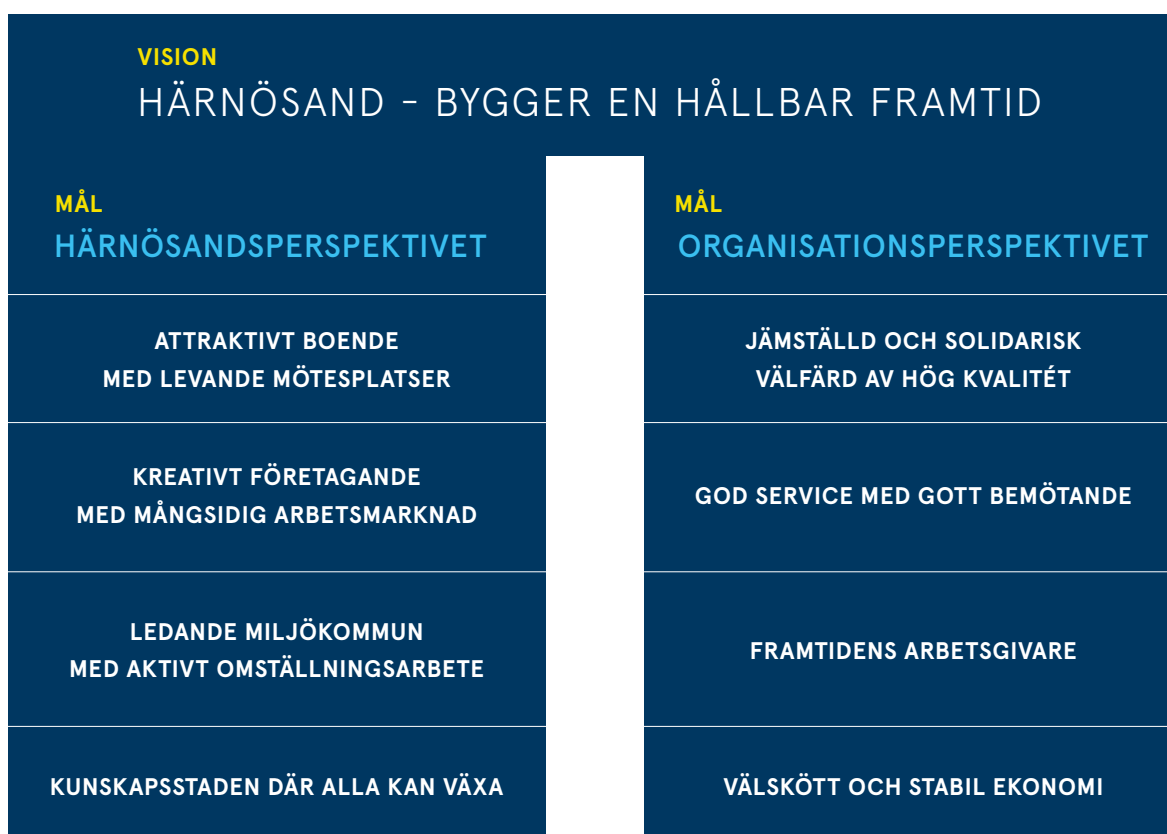 VISION
HÄRNÖSAND – BYGGER EN HÅLLBAR FRAMTID
MÅL
HÄRNÖSANDSPERSPEKTIVET
ATTRAKTIVT BOENDE
MED LEVANDE MÖTESPLATSER
KREATIVT FÖRETAGANDE
MED MÅNGSIDIG ARBETSMARKNAD
LEDANDE MILJÖKOMMUN
MED AKTIVT OMSTÄLLNINGSARBETE
KUNSKAPSSTADEN DÄR ALLA KAN VÄXA
MÅL
ORGANISATIONSPERSPEKTIVET
JÄMSTÄLLD OCH SOLIDARISK
VÄLFÄRD AV HÖG KVALITÉT
GOD SERVICE MED GOTT BEMÖTANDE
FRAMTIDENS ARBETSGIVARE
VÄLSKÖTT OCH STABIL EKONOMI